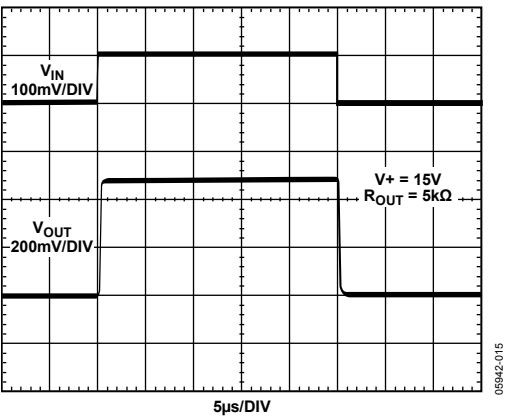 V_IN
100mV/DIV
V+ = 15V
R_OUT = 5kΩ
V_OUT
200mV/DIV
5µs/DIV
05942-015